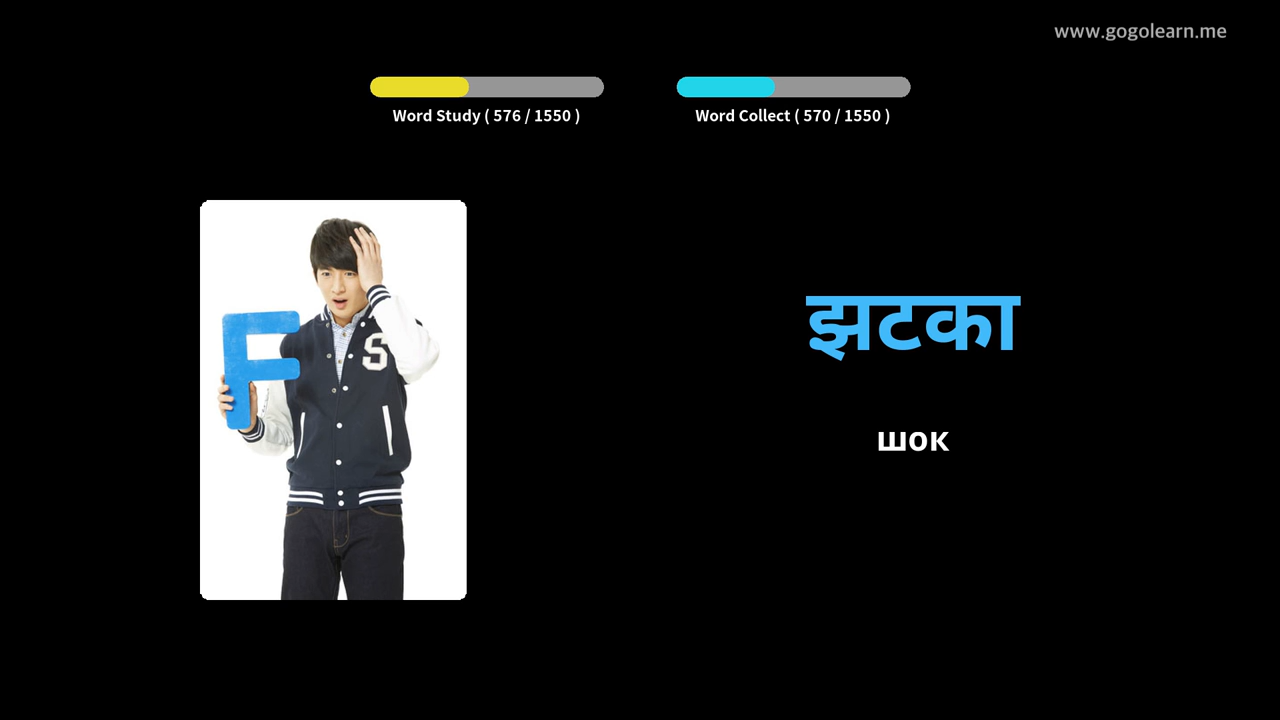 www.gogolearn.me
Word Study ( 576 / 1550 )
Word Collect ( 570 / 1550 )
F
S
झटका
шок